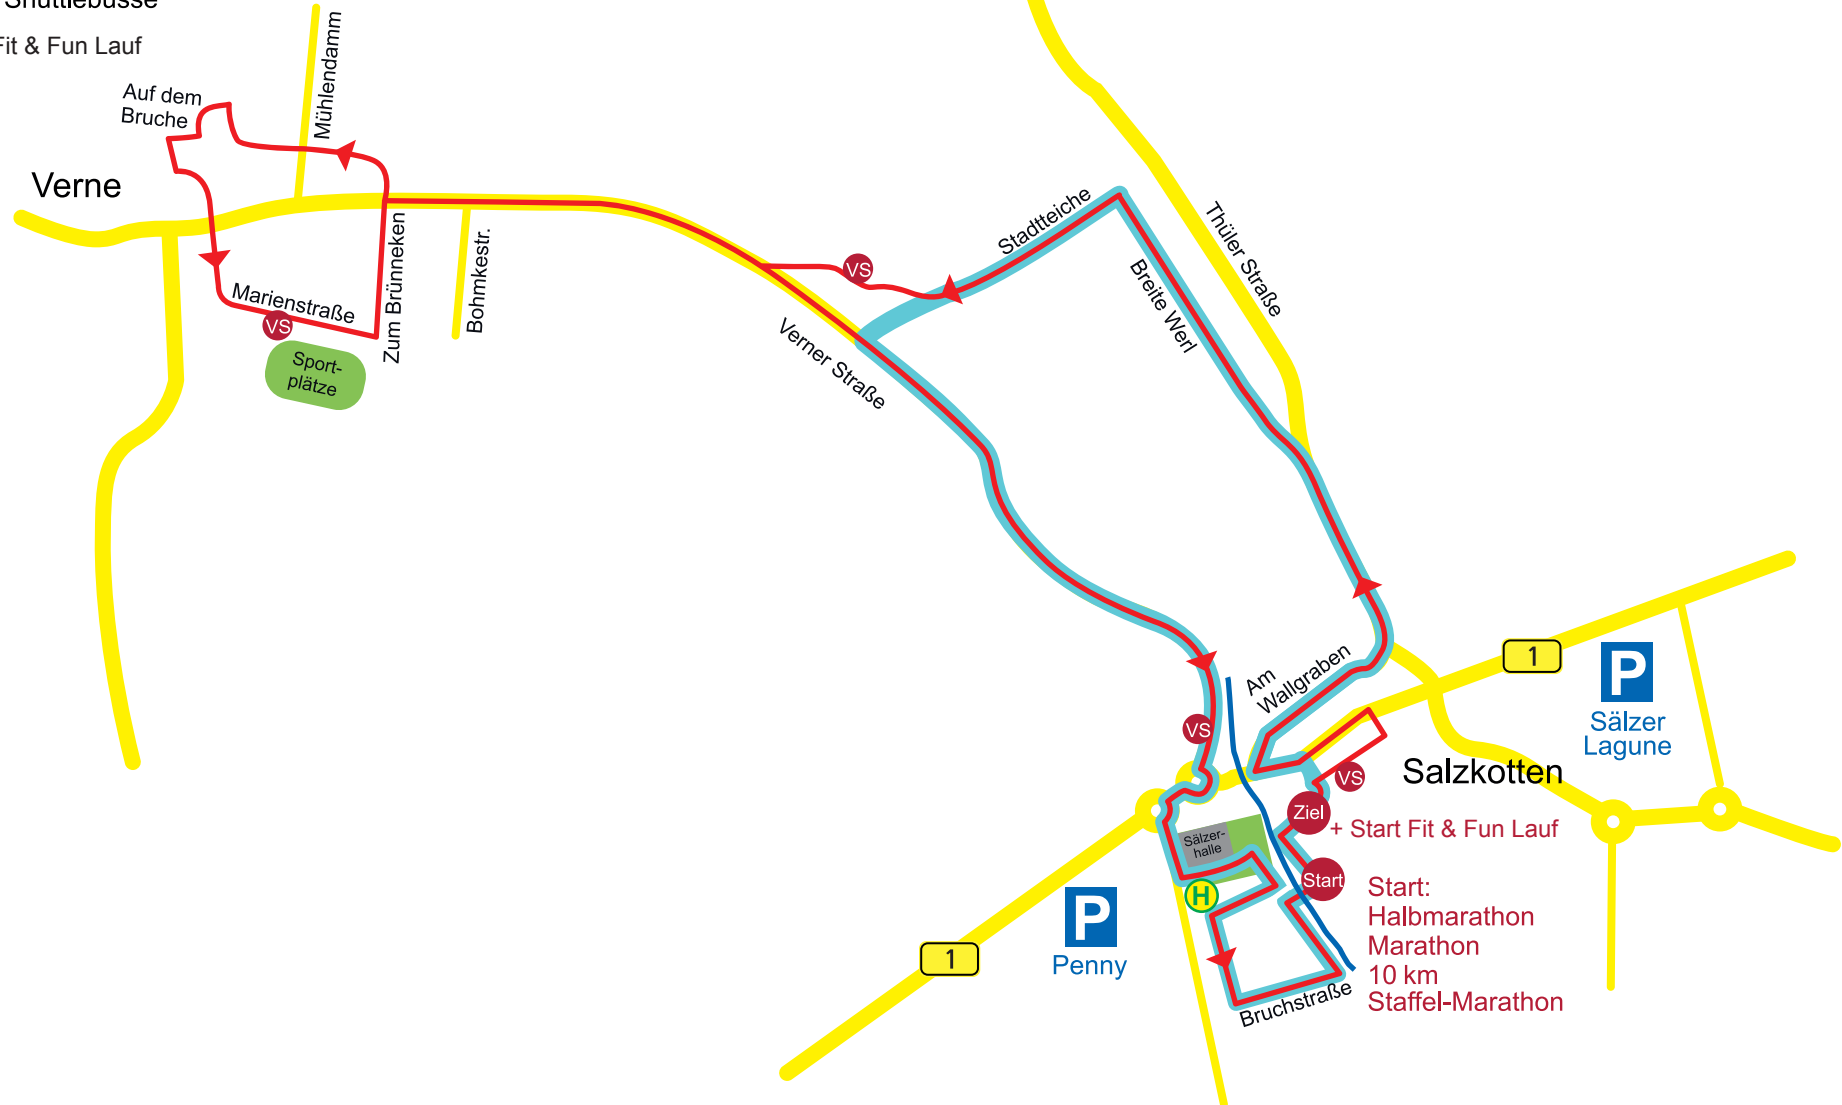 Shuttlebusse
Fit & Fun Lauf
Mühlendamm
Auf dem
Bruche
Verne
Zum Brünneken
Bohmkestr.
Marienstraße
VS
Sport-
plätze
Stadtteiche
VS
Breite Werl
Thüler Straße
Verner Straße
Am
Wallgraben
1
P
Sälzer
Lagune
VS
Salzkotten
VS
Ziel
+ Start Fit & Fun Lauf
Sälzer-
halle
H
Start
Start:
Halbmarathon
Marathon
10 km
Staffel-Marathon
P
Penny
1
Bruchstraße